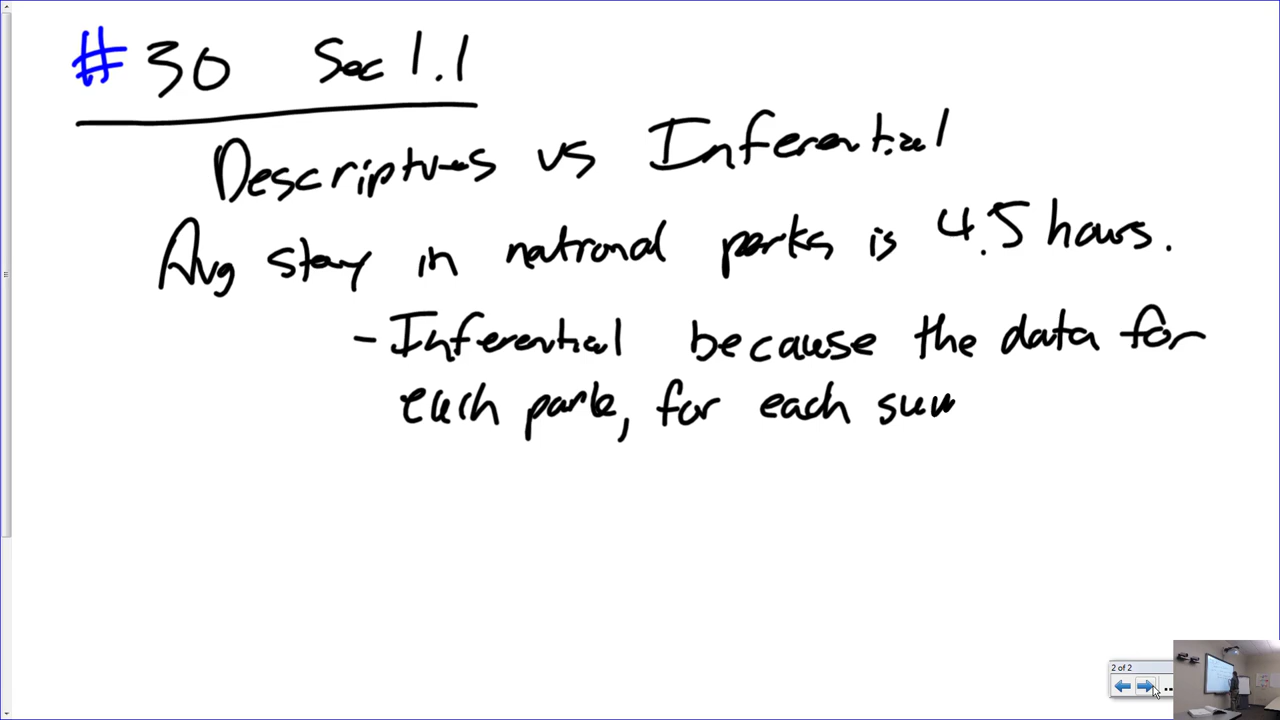 # 30 Sec 1.1
Descriptives vs Inferential
Avg stay in national parks is 4.5 hours.
- Inferential because the data for
each park, for each sum
2 of 2